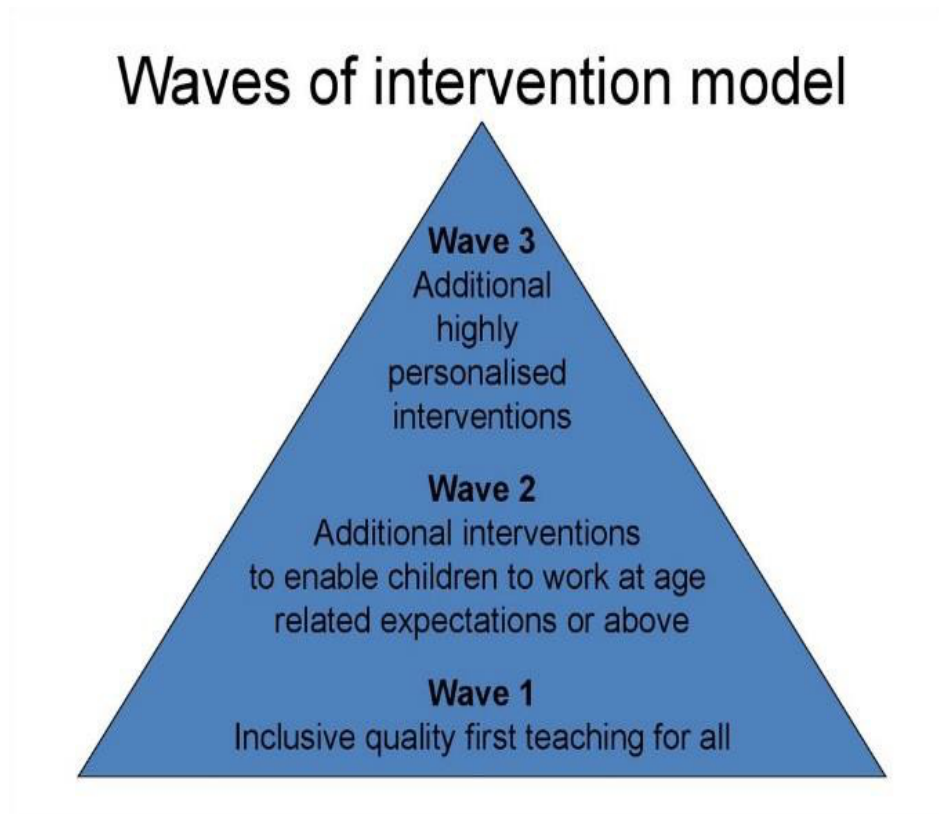 Waves of intervention model
Wave 3
Additional
highly
personalised
interventions
Wave 2
Additional interventions
to enable children to work at age
related expectations or above
Wave 1
Inclusive quality first teaching for all